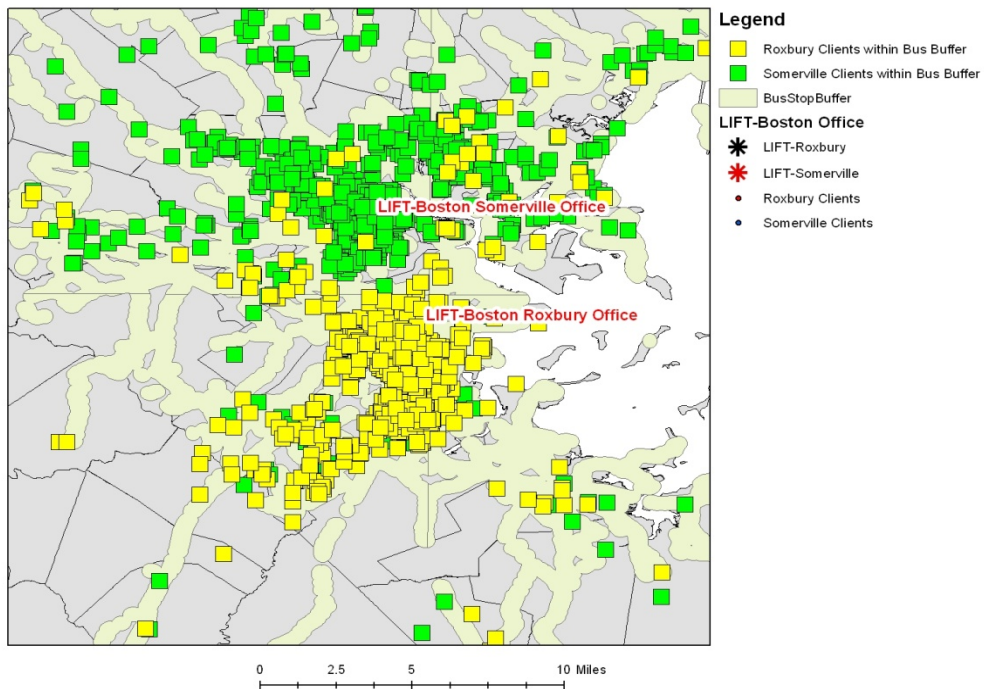 Legend
Roxbury Clients within Bus Buffer
Somerville Clients within Bus Buffer
BusStopBuffer
LIFT-Boston Office
LIFT-Roxbury
LIFT-Somerville
Roxbury Clients
Somerville Clients
LIFT-Boston Somerville Office
LIFT-Boston Roxbury Office
0 2.5 5 10 Miles